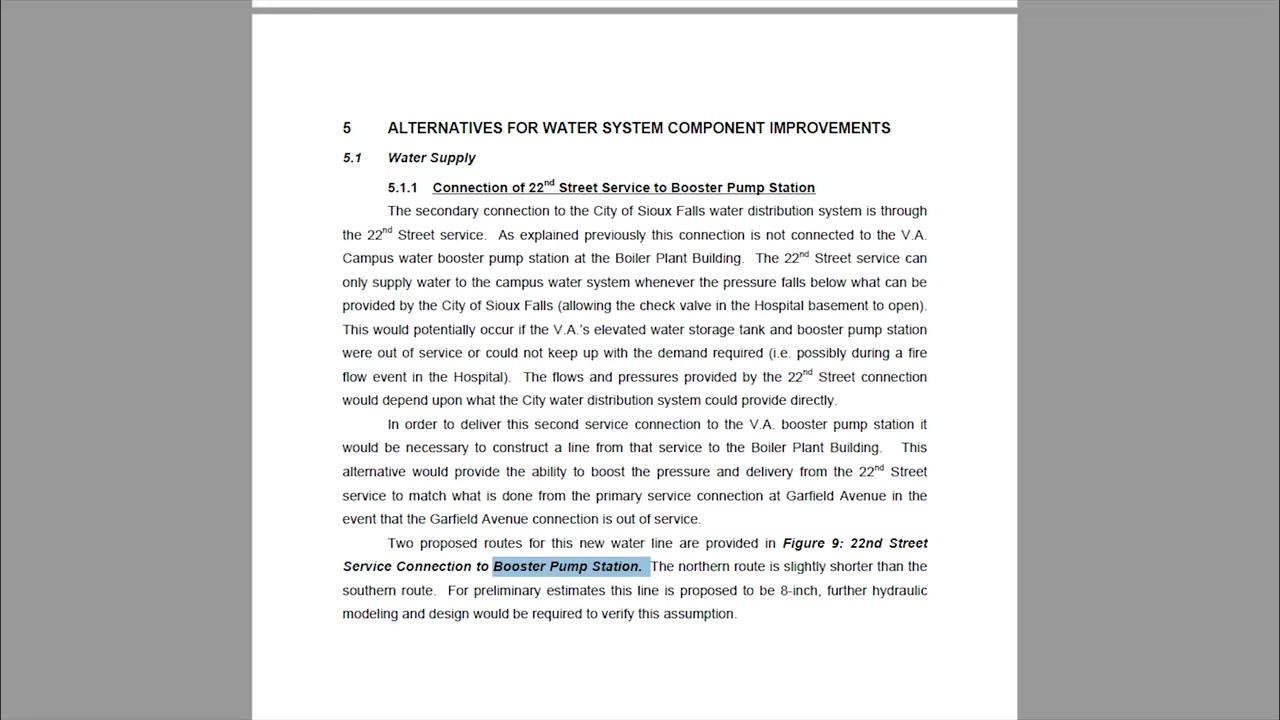 5 ALTERNATIVES FOR WATER SYSTEM COMPONENT IMPROVEMENTS
5.1 Water Supply
5.1.1 Connection of 22nd Street Service to Booster Pump Station
The secondary connection to the City of Sioux Falls water distribution system is through
the 22nd Street service. As explained previously this connection is not connected to the V.A.
Campus water booster pump station at the Boiler Plant Building. The 22nd Street service can
only supply water to the campus water system whenever the pressure falls below what can be
provided by the City of Sioux Falls (allowing the check valve in the Hospital basement to open).
This would potentially occur if the V.A.'s elevated water storage tank and booster pump station
were out of service or could not keep up with the demand required (i.e. possibly during a fire
flow event in the Hospital). The flows and pressures provided by the 22nd Street connection
would depend upon what the City water distribution system could provide directly.
In order to deliver this second service connection to the V.A. booster pump station it
would be necessary to construct a line from that service to the Boiler Plant Building. This
alternative would provide the ability to boost the pressure and delivery from the 22nd Street
service to match what is done from the primary service connection at Garfield Avenue in the
event that the Garfield Avenue connection is out of service.
Two proposed routes for this new water line are provided in Figure 9: 22nd Street
Service Connection to Booster Pump Station. The northern route is slightly shorter than the
southern route. For preliminary estimates this line is proposed to be 8-inch, further hydraulic
modeling and design would be required to verify this assumption.